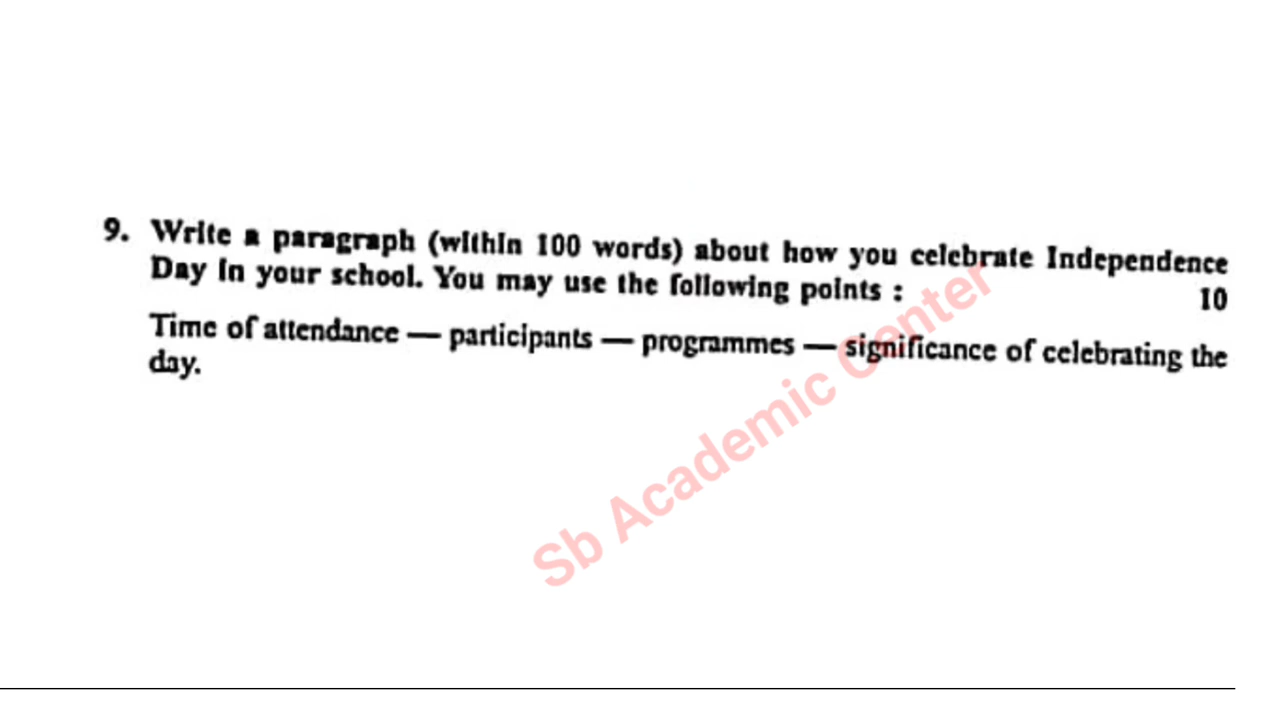 9. Write a paragraph (within 100 words) about how you celebrate Independence
Day in your school. You may use the following points :
10
Time of attendance — participants — programmes — significance of celebrating the
day.
Sb Academic Center